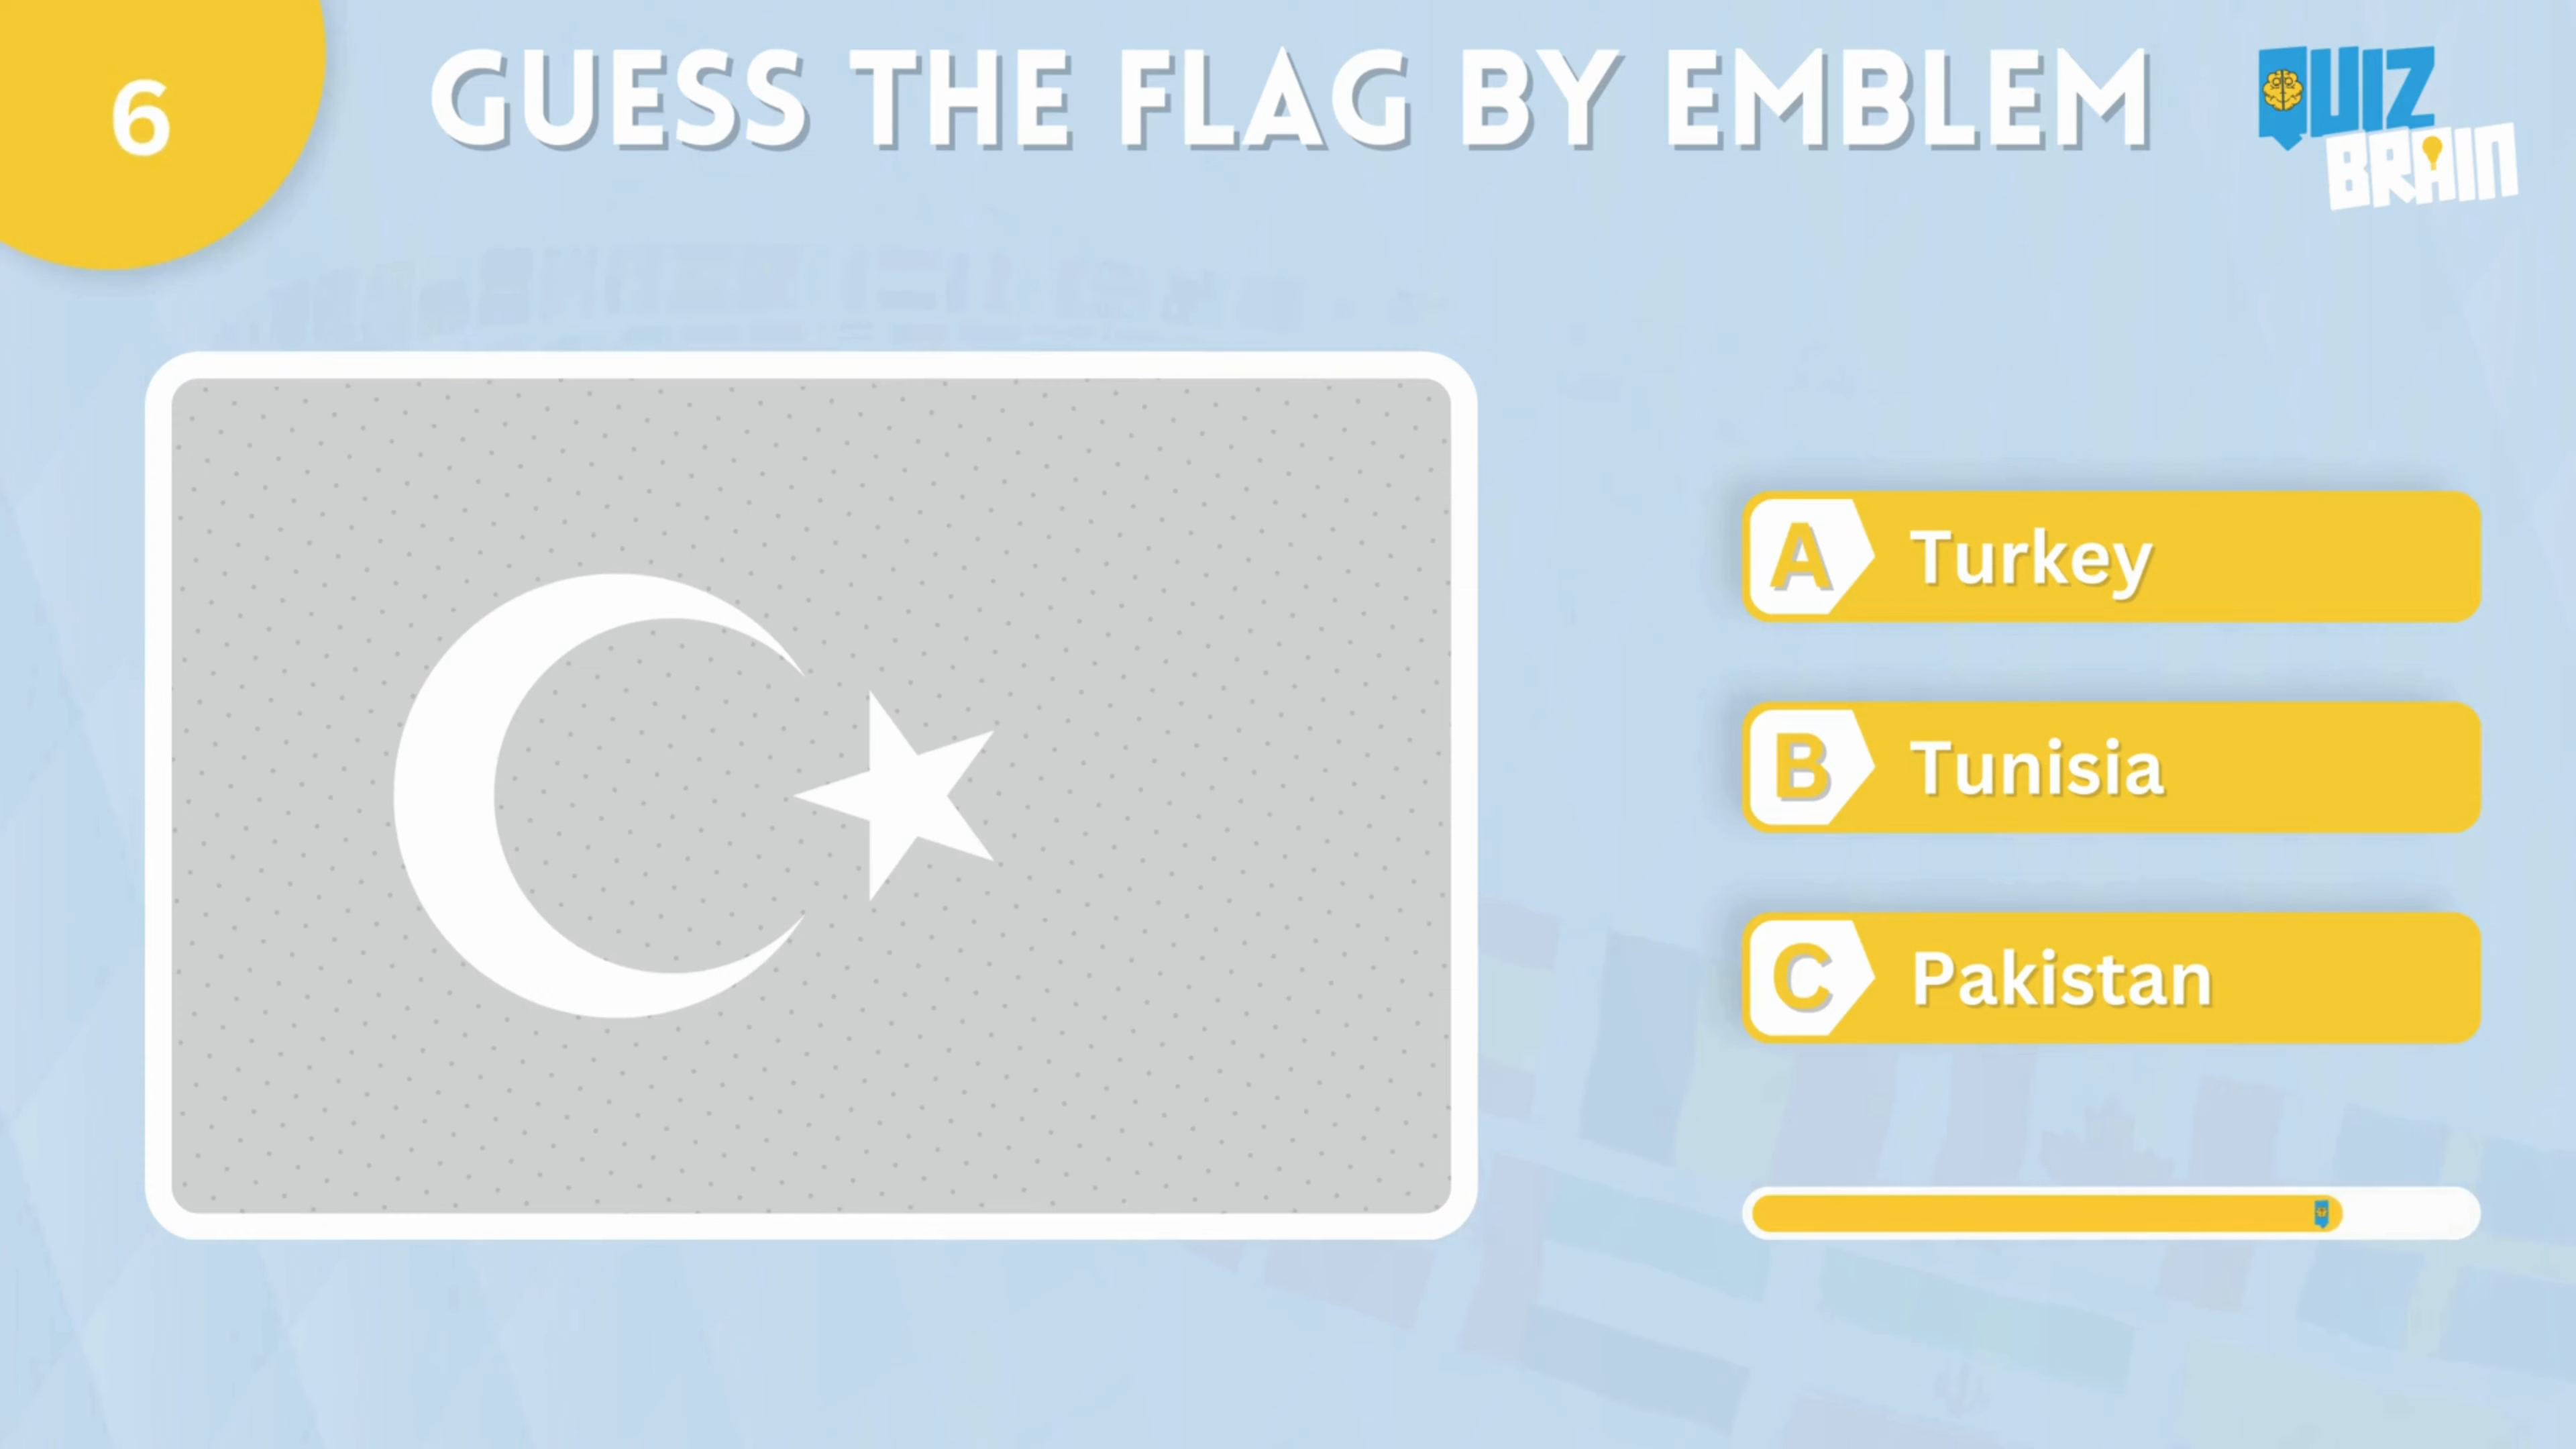 6
GUESS THE FLAG BY EMBLEM
QUIZ
BRAIN
A Turkey
B Tunisia
C Pakistan